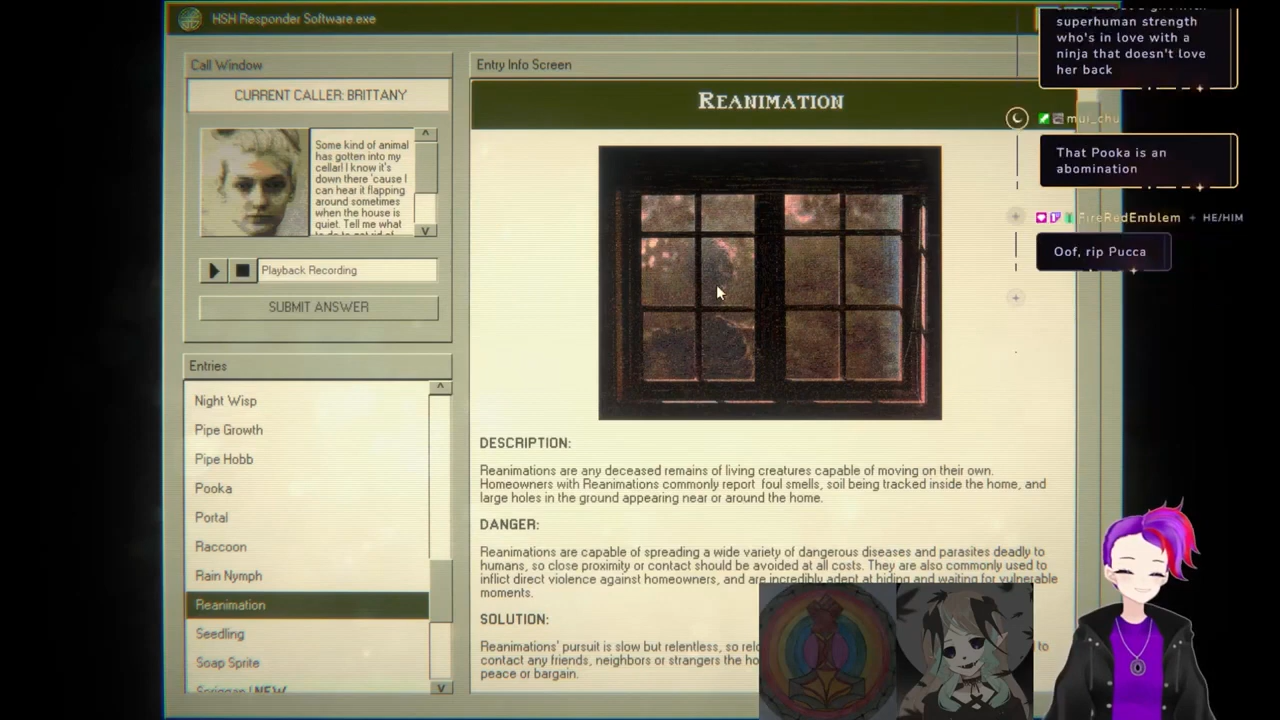 HSH Responder Software.exe
Call Window
CURRENT CALLER: BRITTANY
Some kind of animal
has gotten into my
cellar! I know it's
down there 'cause I
can hear it flapping
around sometimes
when the house is
quiet. Tell me what
Playback Recording
SUBMIT ANSWER
Entries
Night Wisp
Pipe Growth
Pipe Hobb
Pooka
Portal
Raccoon
Rain Nymph
Reanimation
Seedling
Soap Sprite
Spriggan ! NEW
Entry Info Screen
REANIMATION
DESCRIPTION:
Reanimations are any deceased remains of living creatures capable of moving on their own.
Homeowners with Reanimations commonly report foul smells, soil being tracked inside the home, and
large holes in the ground appearing near or around the home.
DANGER:
Reanimations are capable of spreading a wide variety of dangerous diseases and parasites deadly to
humans, so close proximity or contact should be avoided at all costs. They are also commonly used to
inflict direct violence against homeowners, and are incredibly adept at hiding and waiting for vulnerable
moments.
SOLUTION:
Reanimations' pursuit is slow but relentless, so to
contact any friends, neighbors or strangers the
peace or bargain.
superhuman strength
who's in love with a
ninja that doesn't love
her back
mui_chu
That Pooka is an
abomination
FireRedEmblem + HE/HIM
Oof, rip Pucca